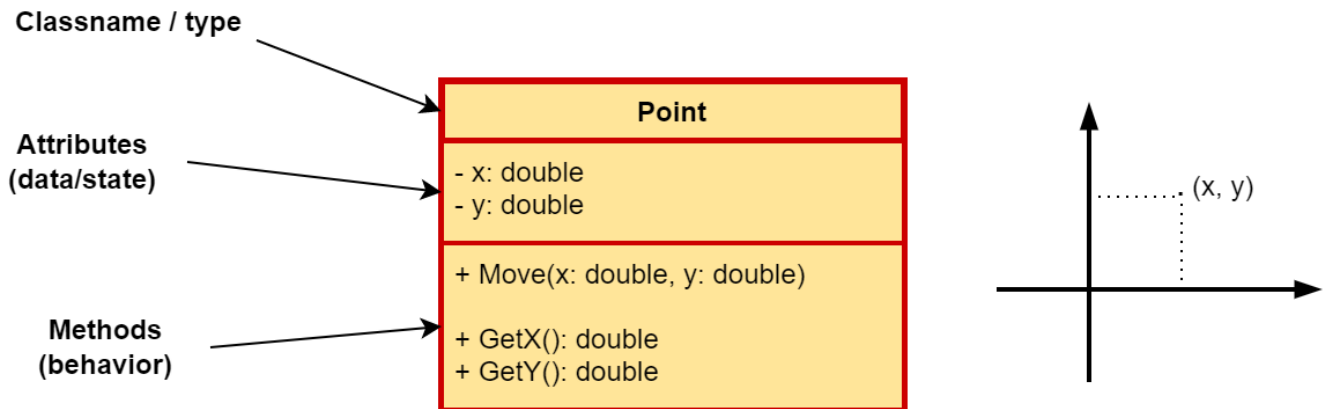 Classname / type
Attributes
(data/state)
Methods
(behavior)
Point
- x: double
- y: double
+ Move(x: double, y: double)
+ GetX(): double
+ GetY(): double
(x, y)